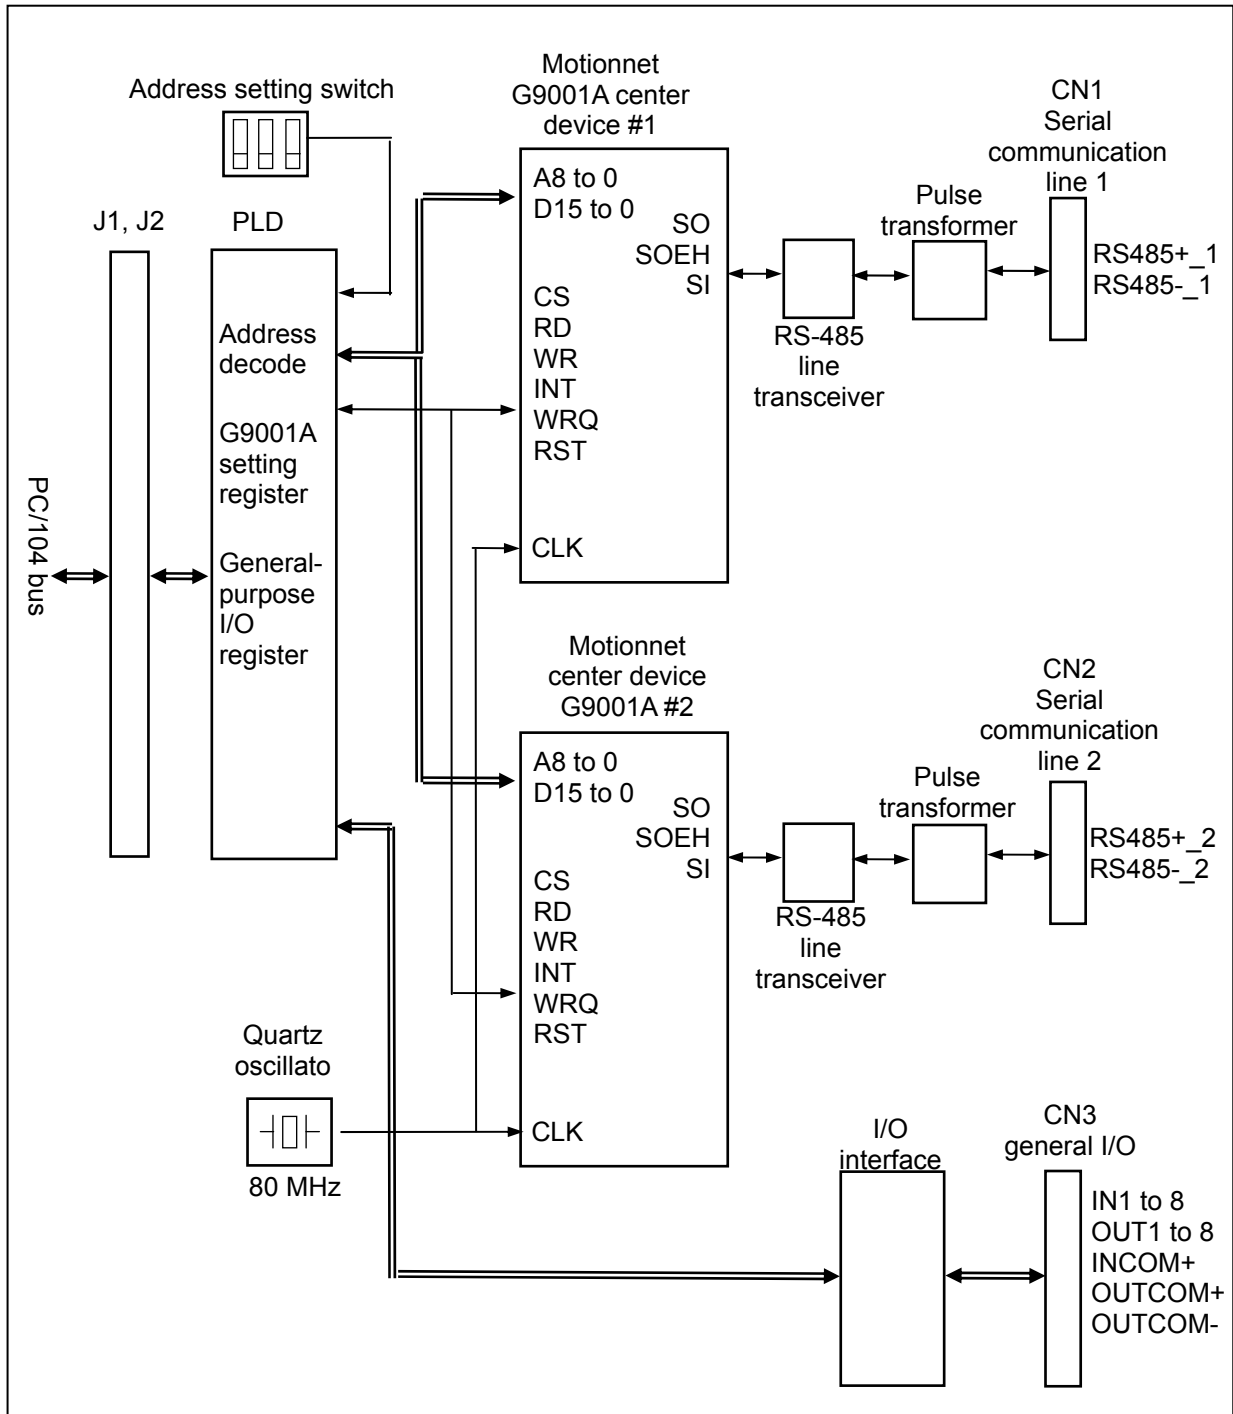 Address setting switch
Motionnet
G9001A center
device #1
CN1
Serial
communication
line 1
J1, J2
PLD
A8 to 0
D15 to 0
SO
SOEH
SI
Pulse
transformer
RS485+_1
RS485-_1
CS
RD
WR
INT
WRQ
RST
RS-485
line
transceiver
Address
decode
G9001A
setting
register
General-
purpose
I/O
register
PC/104 bus
CLK
Motionnet
center device
G9001A #2
CN2
Serial
communication
line 2
A8 to 0
D15 to 0
SO
SOEH
SI
Pulse
transformer
RS485+_2
RS485-_2
CS
RD
WR
INT
WRQ
RST
RS-485
line
transceiver
Quartz
oscillato
80 MHz
CLK
I/O
interface
CN3
general I/O
IN1 to 8
OUT1 to 8
INCOM+
OUTCOM+
OUTCOM-